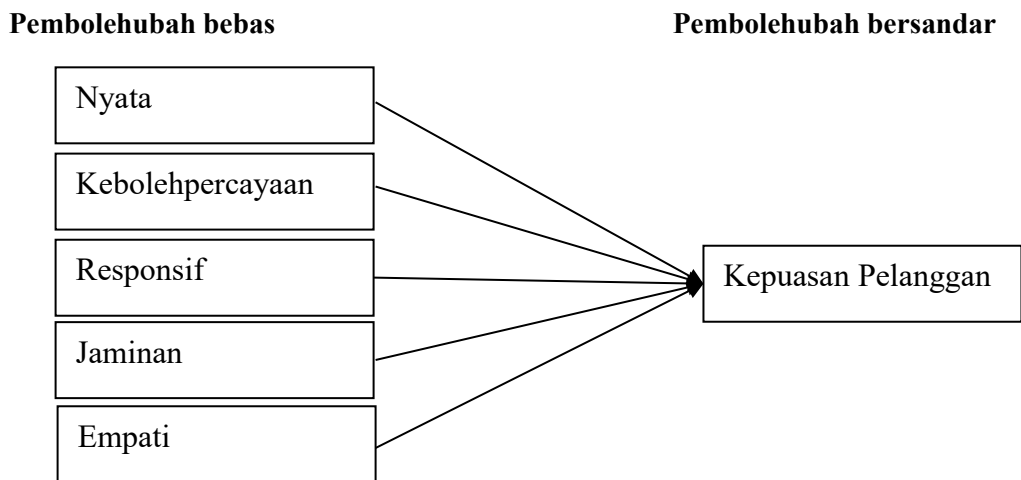 Pembolehubah bebas
Pembolehubah bersandar
Nyata
Kebolehpercayaan
Responsif
Jaminan
Empati
Kepuasan Pelanggan